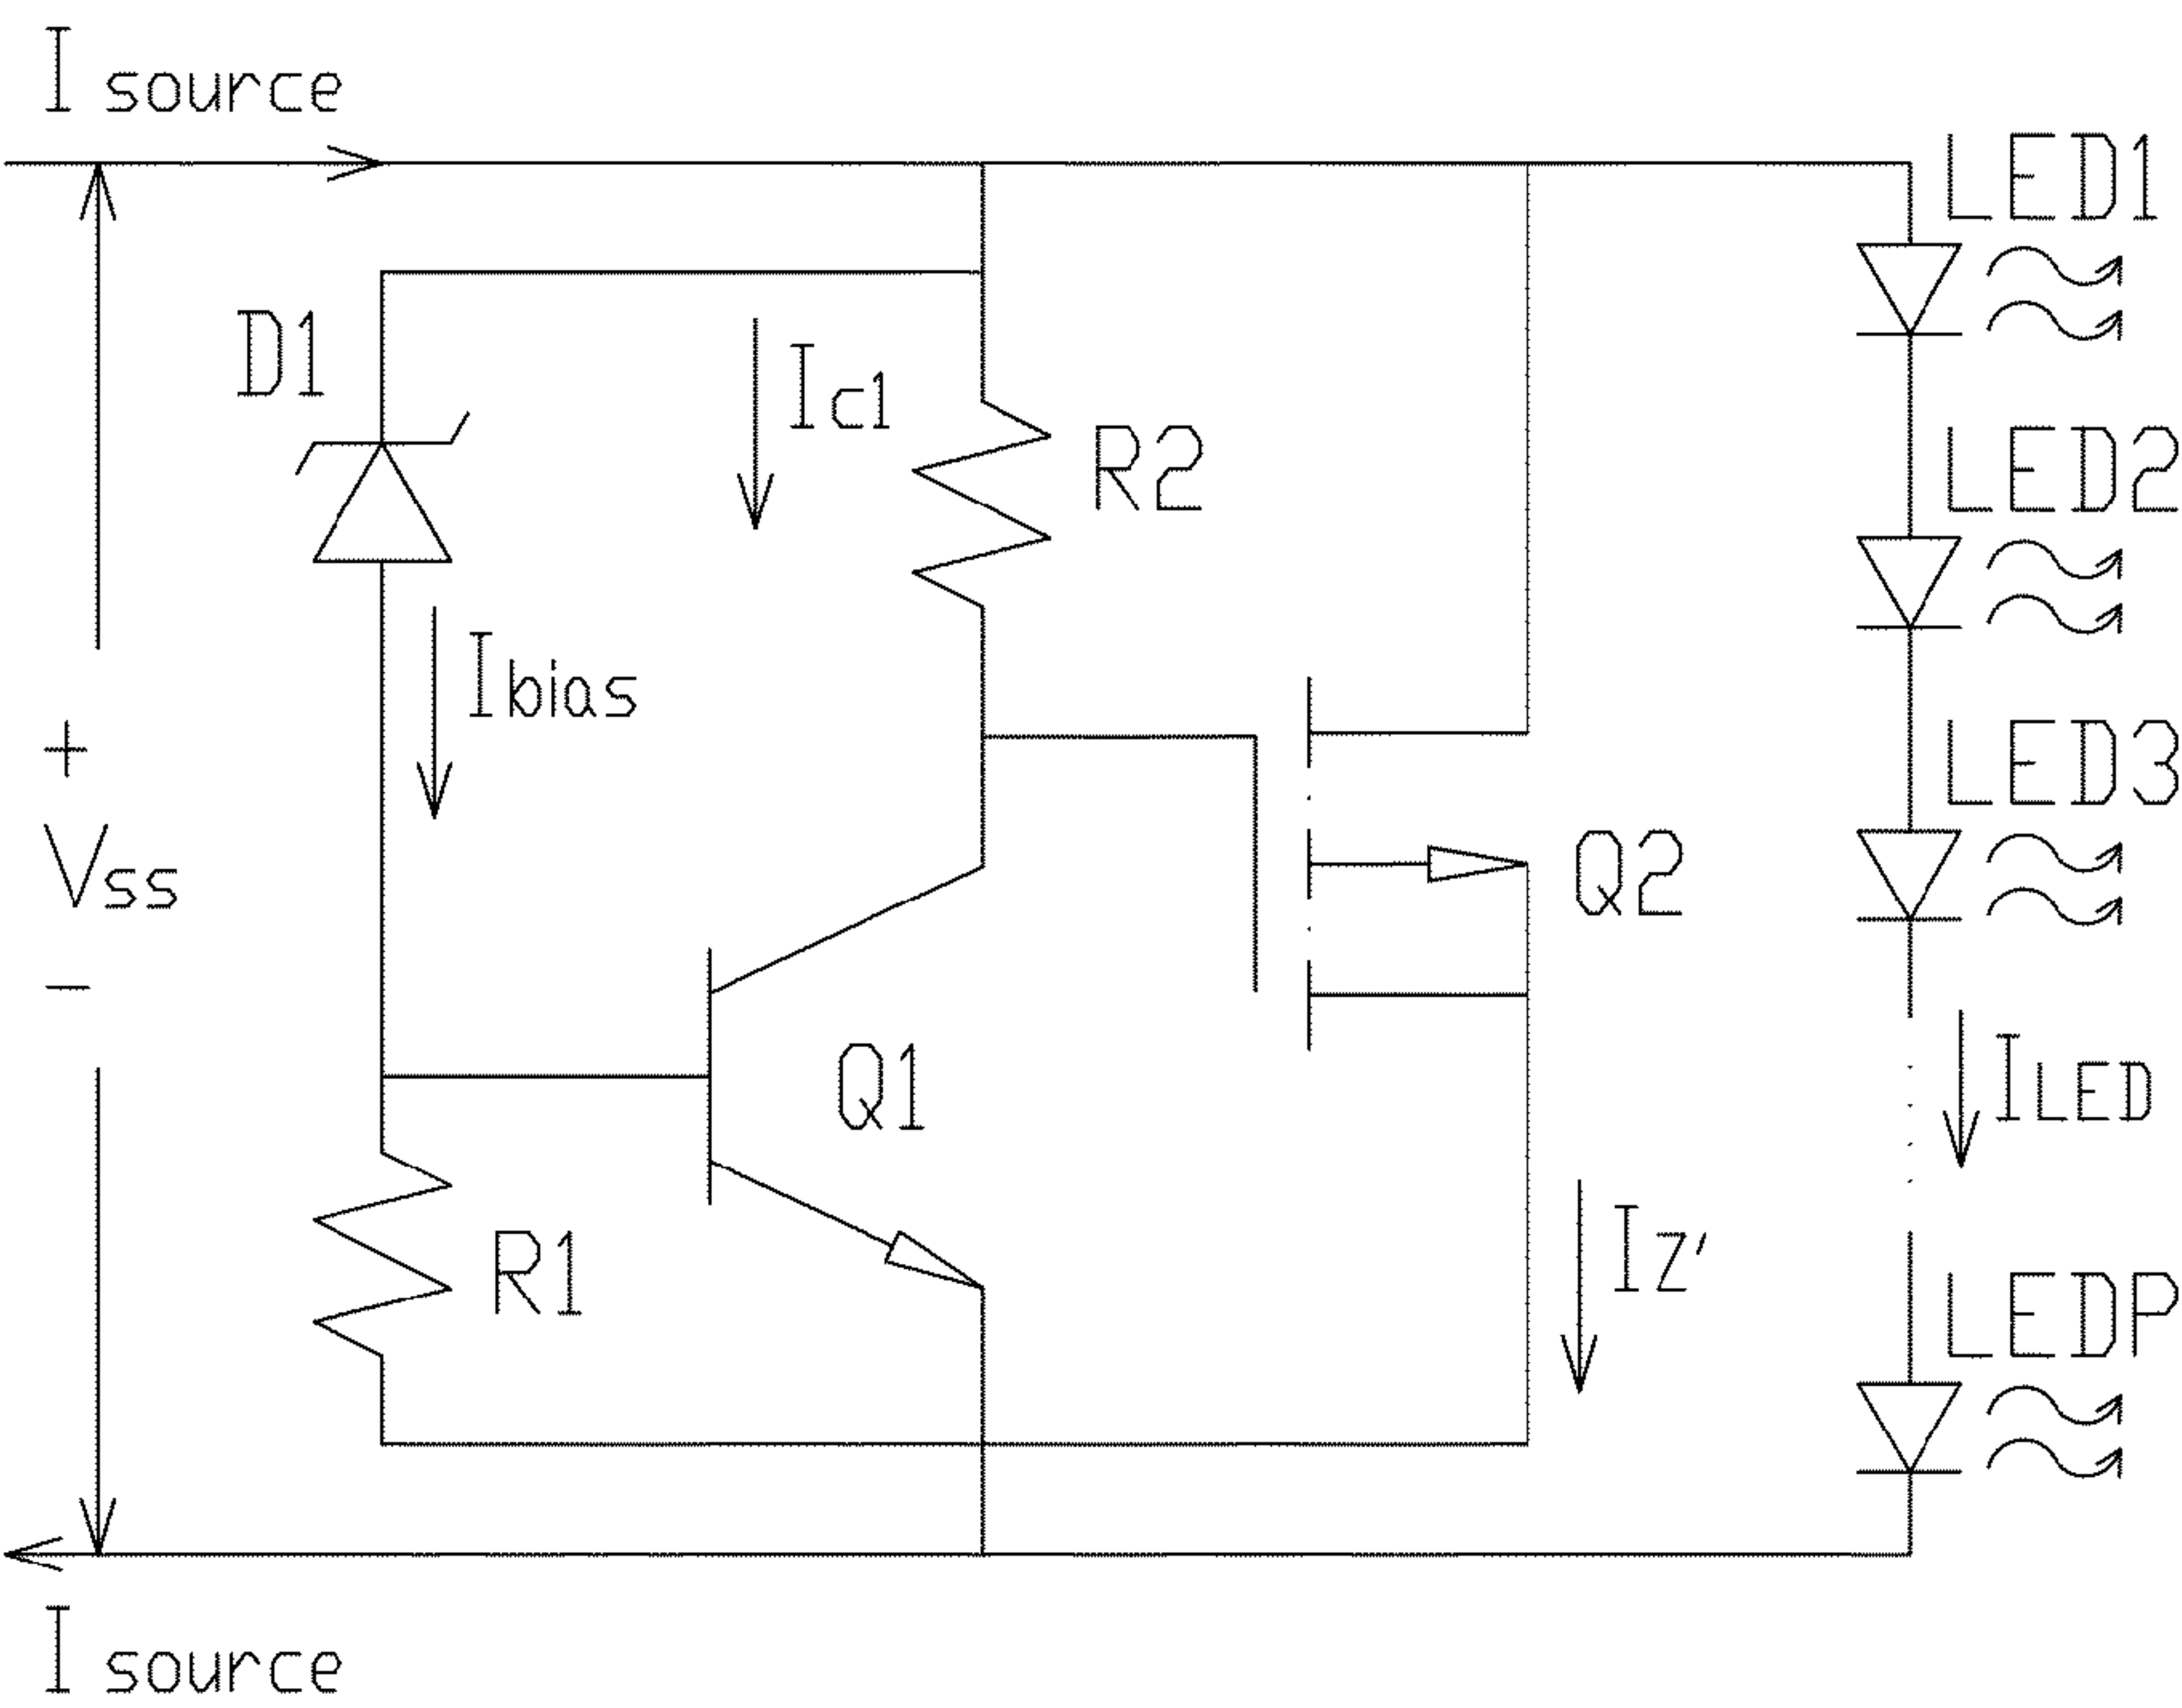 I source
LED1
D1
Ic1
R2
LED2
Ibias
LED3
+
Vss
-
Q2
Q1
ILED
R1
IZ'
LEDP
I source